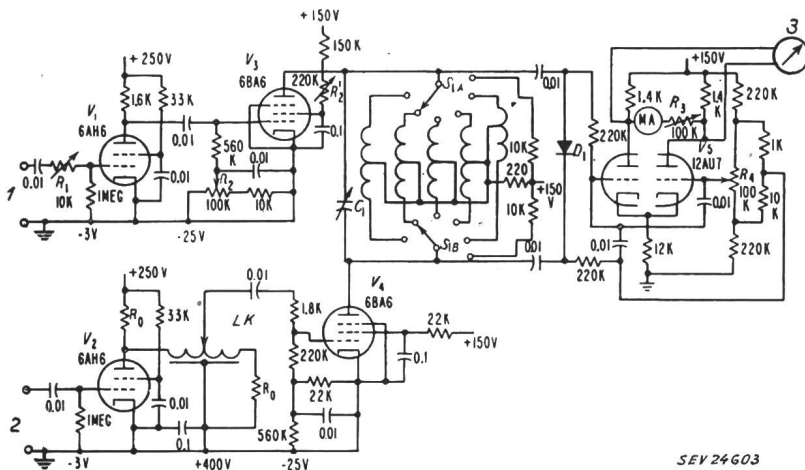 +150V
3
+250V
V3
6BA6
150K
+150V
1.6K
33K
220K
R'2
S1A
0.01
1.4K
R3
1.4K
220K
V1
6AH6
0.01
0.1
MA
100K
1K
0.01
R1
10K
560K
0.01
10K
D1
220K
V5
12AU7
1
1MEG
0.01
R2
100K
10K
C1
220
+150V
R4
100K
10K
10K
0.01
0.01
12K
220K
-3V
-25V
S1B
0.01
220K
+250V
0.01
V4
6BA6
R0
33K
LK
1.8K
22K
+150V
V2
6AH6
220K
0.1
0.01
R0
22K
0.01
2
1MEG
0.1
560K
0.01
-3V
+400V
-25V
SEV 24603